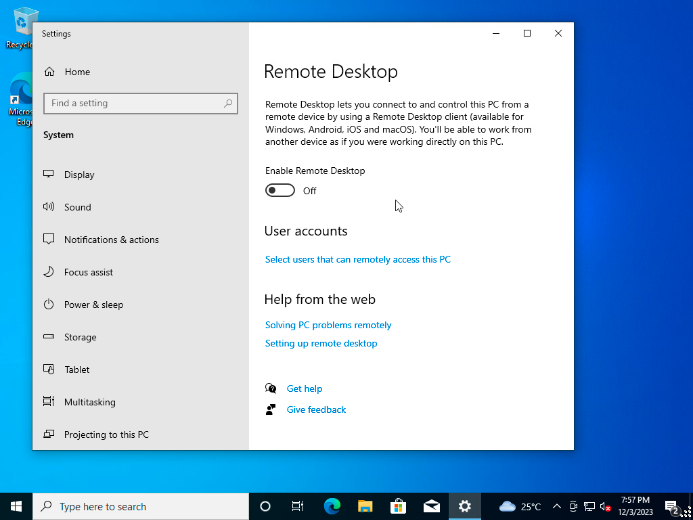 Settings
Home
Find a setting
System
Display
Sound
Notifications & actions
Focus assist
Power & sleep
Storage
Tablet
Multitasking
Projecting to this PC
Remote Desktop
Remote Desktop lets you connect to and control this PC from a
remote device by using a Remote Desktop client (available for
Windows, Android, iOS and macOS). You'll be able to work from
another device as if you were working directly on this PC.
Enable Remote Desktop
Off
User accounts
Select users that can remotely access this PC
Help from the web
Solving PC problems remotely
Setting up remote desktop
Get help
Give feedback
Type here to search
25°C
7:57 PM
12/3/2023
2